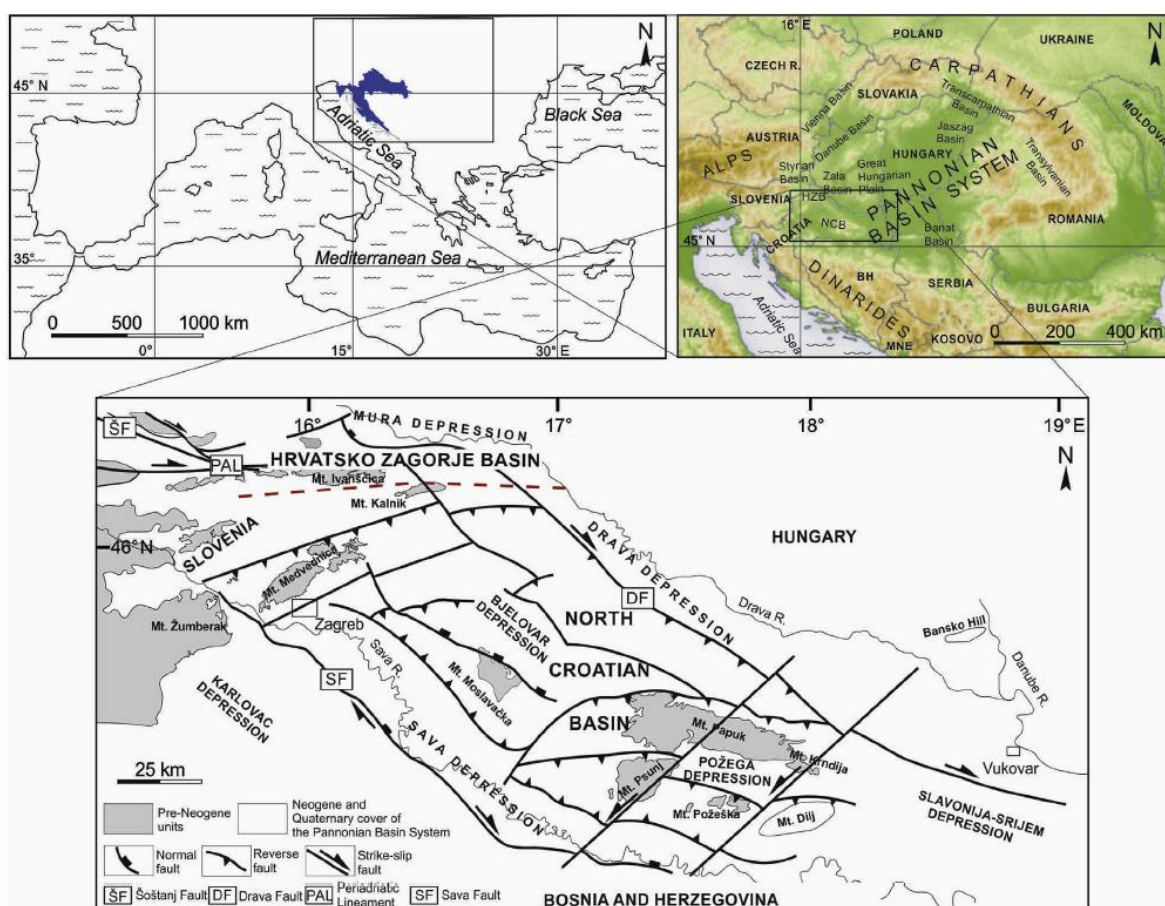 N
45° N
35°
Adriatic Sea
Black Sea
Mediterranean Sea
0 500 1000 km
0° 15° 30° E
16° E
N
POLAND
UKRAINE
CZECH R.
CARPATHIANS
SLOVAKIA
Transcarpathian
Basin
MOLDOVA
Vienna Basin
Danube Basin
Jaszag
Basin
AUSTRIA
ALPS
HUNGARY
Styrian
Basin
Zala
Basin
Great
Hungarian
Plain
Transylvanian
Basin
PANNONIAN
BASIN SYSTEM
SLOVENIA
HZB
ROMANIA
CROATIA
NCB
Banat
Basin
45° N
BH
SERBIA
DINARIDES
BULGARIA
Adriatic Sea
ITALY
MNE
KOSOVO
0 200 400 km
16° 17° 18° 19°E
N
ŠF
MURA DEPRESSION
PAL
HRVATSKO ZAGORJE BASIN
Mt. Ivanščica
Mt. Kalnik
SLOVENIA
46°N
HUNGARY
DRAVA DEPRESSION
Mt. Medvednica
DF
Drava R.
Zagreb
Mt. Žumberak
BJELOVAR
DEPRESSION
NORTH
CROATIAN
BASIN
Bansko Hill
Danube R.
Sava R.
SF
Mt. Moslavačka
KARLOVAC
DEPRESSION
SAVA DEPRESSION
Mt. Papuk
Mt. Krndija
Vukovar
POŽEGA
DEPRESSION
Mt. Psunj
Mt. Požeška
Mt. Dilj
SLAVONIJA-SRIJEM
DEPRESSION
25 km
Pre-Neogene
units
Neogene and
Quaternary cover of
the Pannonian Basin System
Normal
fault
Reverse
fault
Strike-slip
fault
ŠF Šoštanj Fault DF Drava Fault PAL Periadriatic
Lineament SF Sava Fault
BOSNIA AND HERZEGOVINA